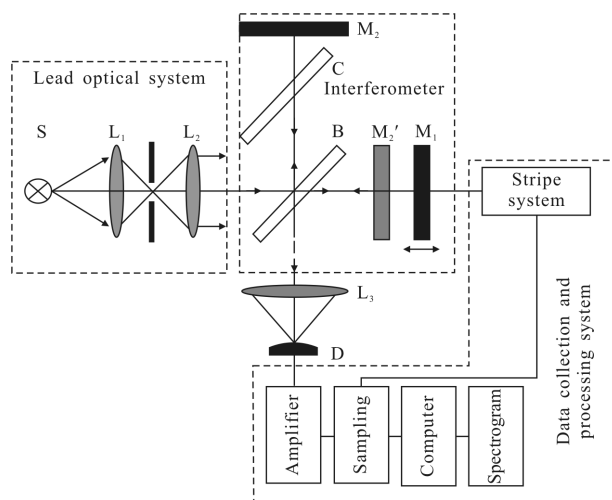 M₂
Lead optical system
C
Interferometer
S
L₁
L₂
B
M₂′
M₁
Stripe
system
L₃
D
Amplifier
Sampling
Computer
Spectrogram
Data collection and
processing system